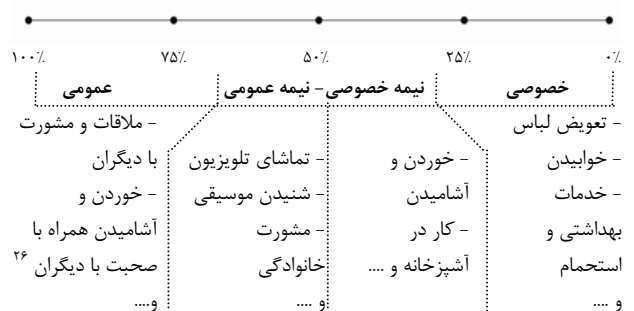 ۰٪ ۲۵٪ ۵۰٪ ۷۵٪ ۱۰۰٪
خصوصی نیمه خصوصی - نیمه عمومی عمومی
- تعویض لباس
- خوابیدن
- خدمات
بهداشتی و
استحمام
و ....
- خوردن و
آشامیدن
- کار در
آشپزخانه و ....
- تماشای تلویزیون
- شنیدن موسیقی
- مشورت
خانوادگی
و ....
- ملاقات و مشورت
با دیگران
- خوردن و
آشامیدن همراه با
صحبت با دیگران ۲۶
و....